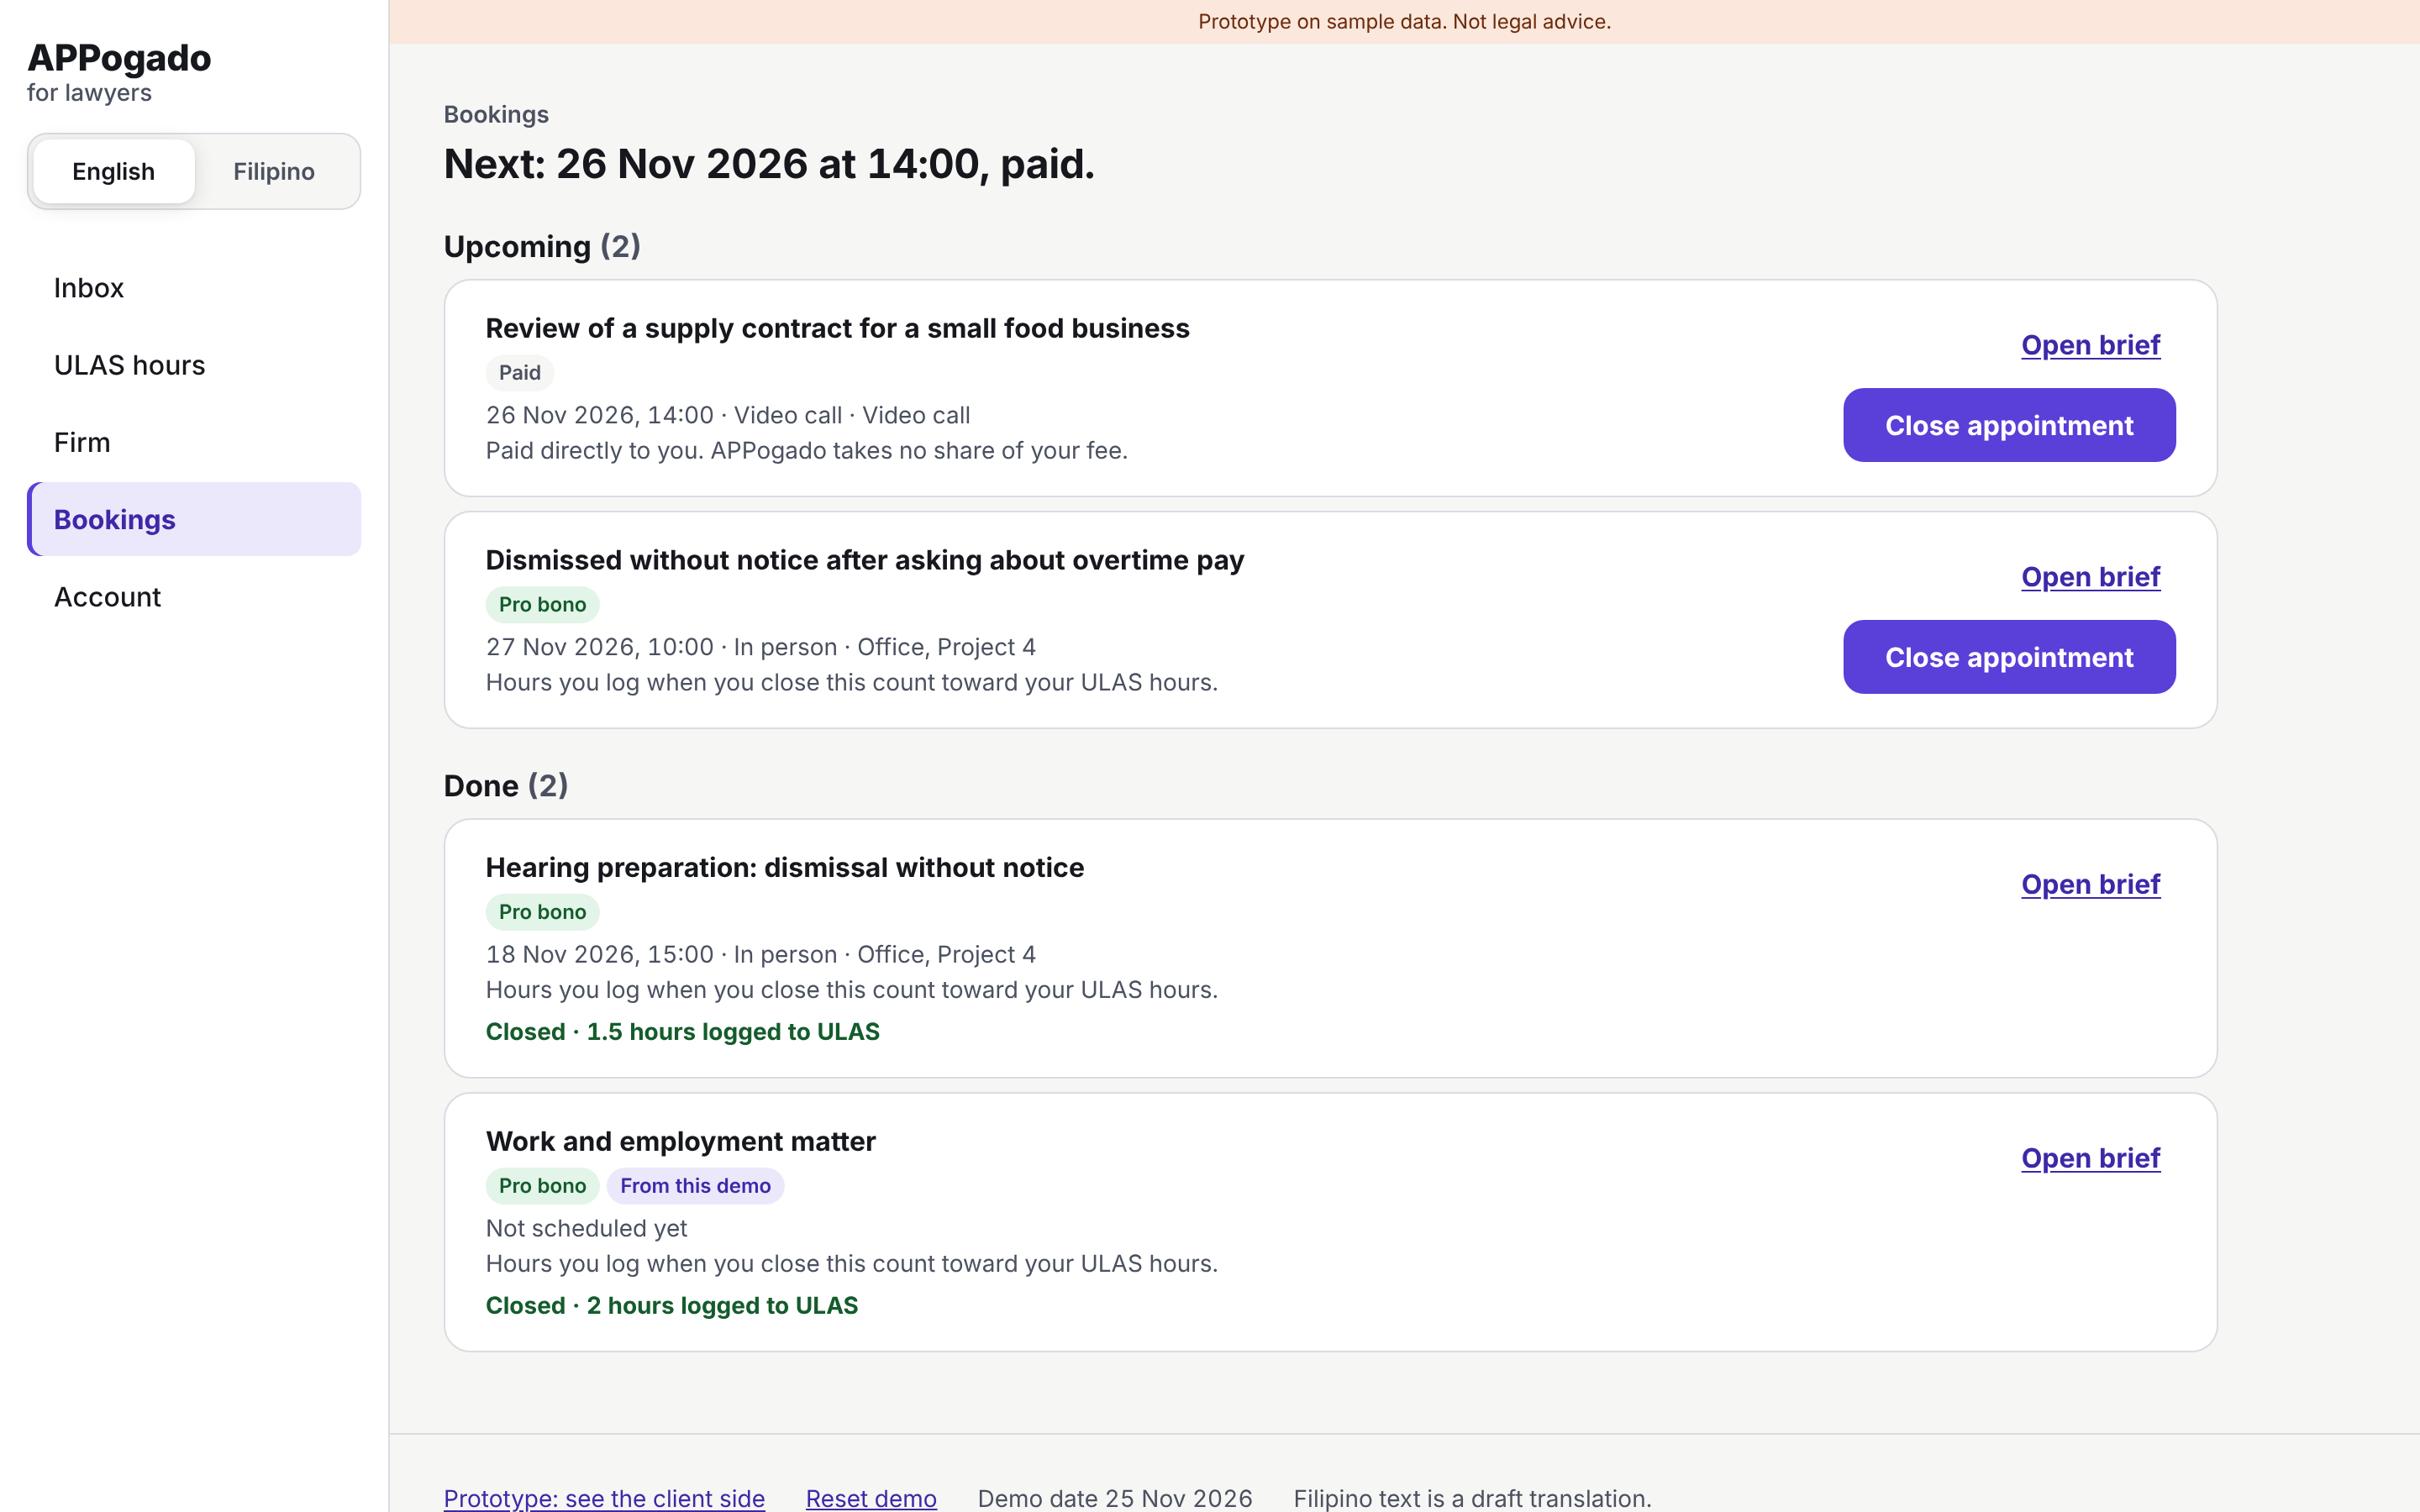 APPogado
for lawyers
English
Filipino
Inbox
ULAS hours
Firm
Bookings
Account
Prototype on sample data. Not legal advice.
Bookings
Next: 26 Nov 2026 at 14:00, paid.
Upcoming (2)
Review of a supply contract for a small food business
Paid
26 Nov 2026, 14:00 · Video call · Video call
Paid directly to you. APPogado takes no share of your fee.
Open brief
Close appointment
Dismissed without notice after asking about overtime pay
Pro bono
27 Nov 2026, 10:00 · In person · Office, Project 4
Hours you log when you close this count toward your ULAS hours.
Open brief
Close appointment
Done (2)
Hearing preparation: dismissal without notice
Pro bono
18 Nov 2026, 15:00 · In person · Office, Project 4
Hours you log when you close this count toward your ULAS hours.
Closed · 1.5 hours logged to ULAS
Open brief
Work and employment matter
Pro bono
From this demo
Not scheduled yet
Hours you log when you close this count toward your ULAS hours.
Closed · 2 hours logged to ULAS
Open brief
Prototype: see the client side
Reset demo
Demo date 25 Nov 2026
Filipino text is a draft translation.